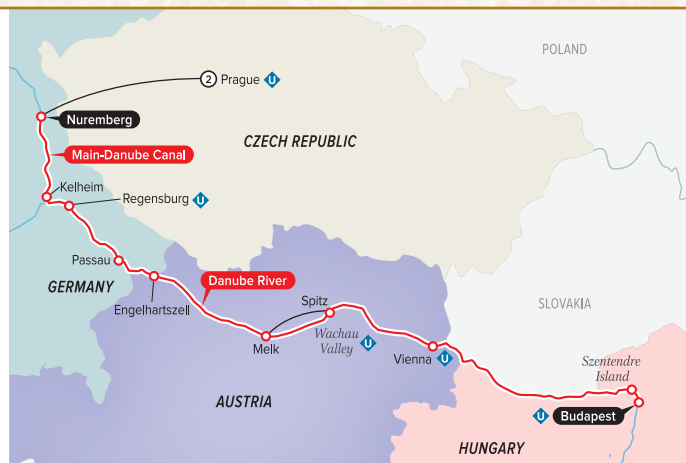 POLAND
2 Prague U
Nuremberg
CZECH REPUBLIC
Main-Danube Canal
Kelheim
Regensburg U
Passau
GERMANY
Danube River
Engelhartszell
Spitz
SLOVAKIA
Wachau
Valley U
Melk
Vienna U
Szentendre
Island
AUSTRIA
U Budapest
HUNGARY